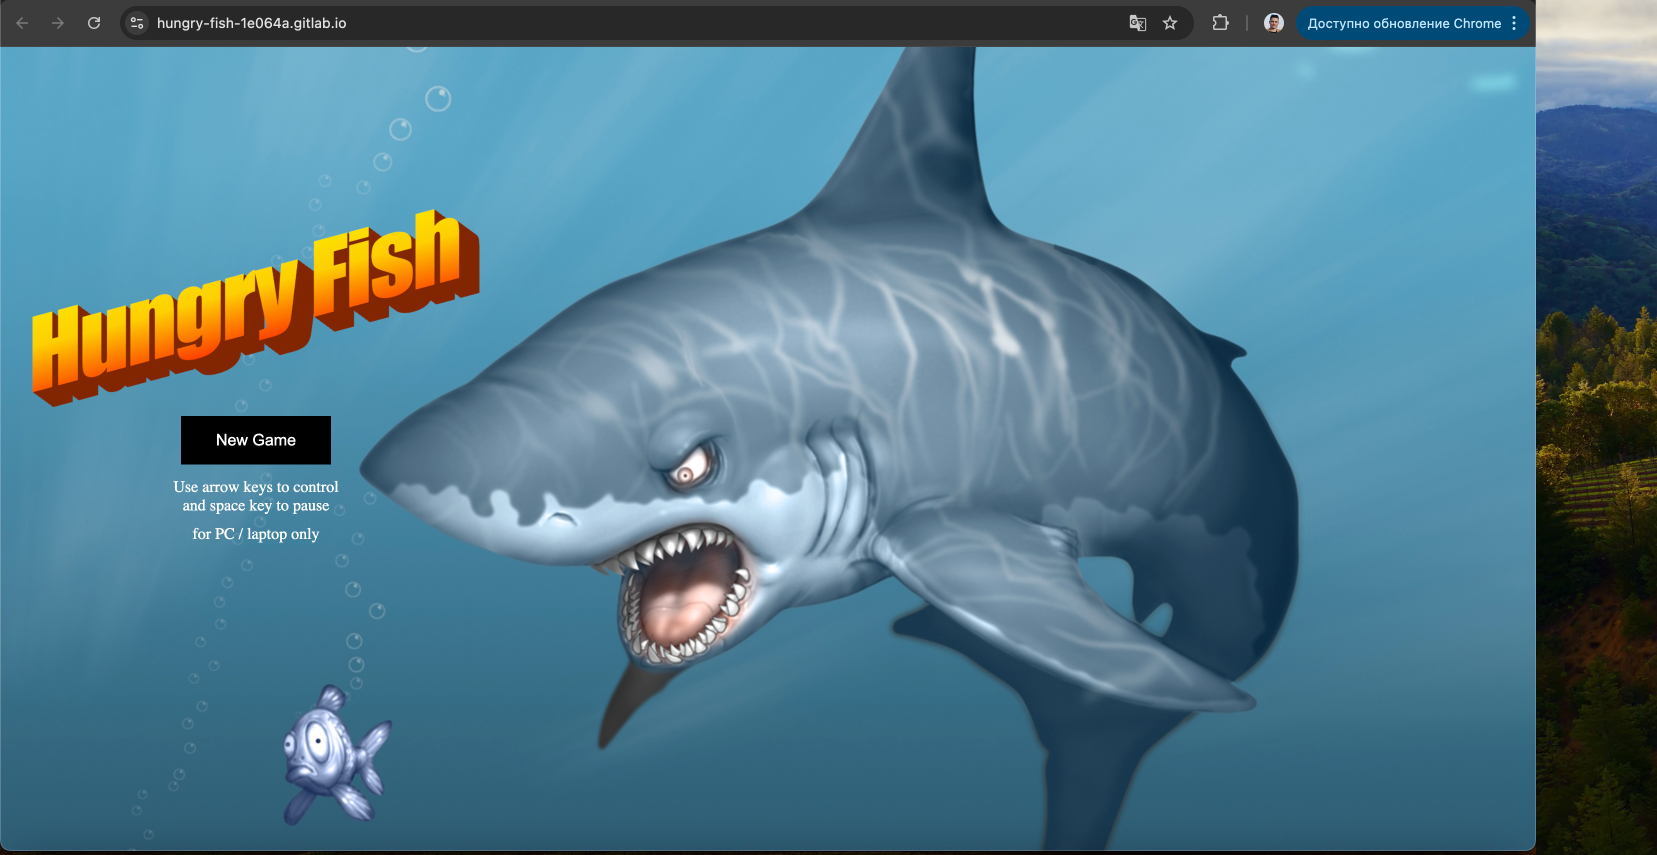 hungry-fish-1e064a.gitlab.io
Доступно обновление Chrome
Hungry Fish
New Game
Use arrow keys to control
and space key to pause
for PC / laptop only